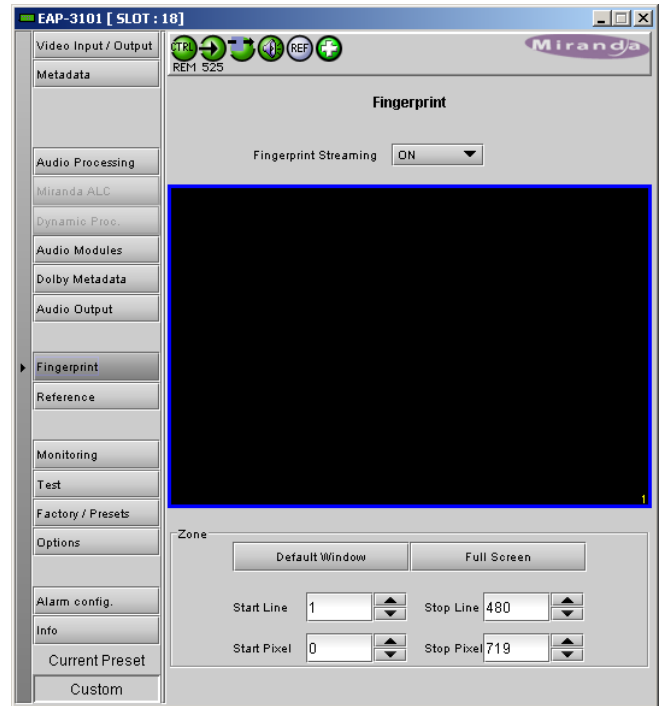 EAP-3101 [ SLOT : 18]
Video Input / Output
Metadata
Audio Processing
Miranda ALC
Dynamic Proc.
Audio Modules
Dolby Metadata
Audio Output
Fingerprint
Reference
Monitoring
Test
Factory / Presets
Options
Alarm config.
Info
Current Preset
Custom
CTRL REF
REM 525
Miranda
Fingerprint
Fingerprint Streaming ON
1
Zone
Default Window Full Screen
Start Line 1 Stop Line 480
Start Pixel 0 Stop Pixel 719